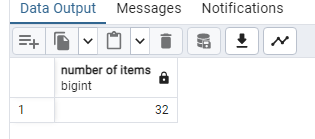 Data Output Messages Notifications
number of items
bigint
1 32